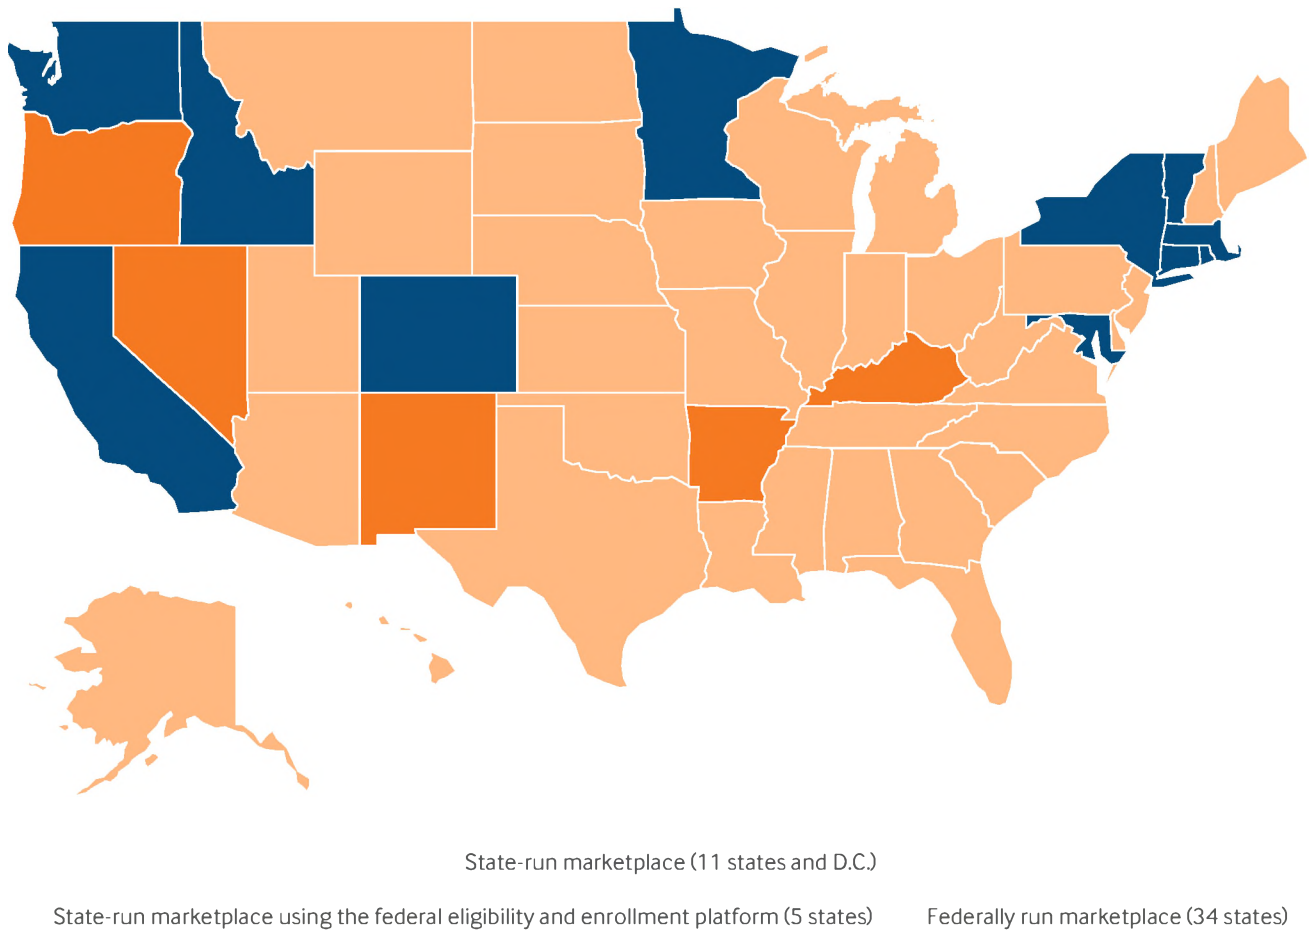 State-run marketplace (11 states and D.C.)
State-run marketplace using the federal eligibility and enrollment platform (5 states)
Federally run marketplace (34 states)